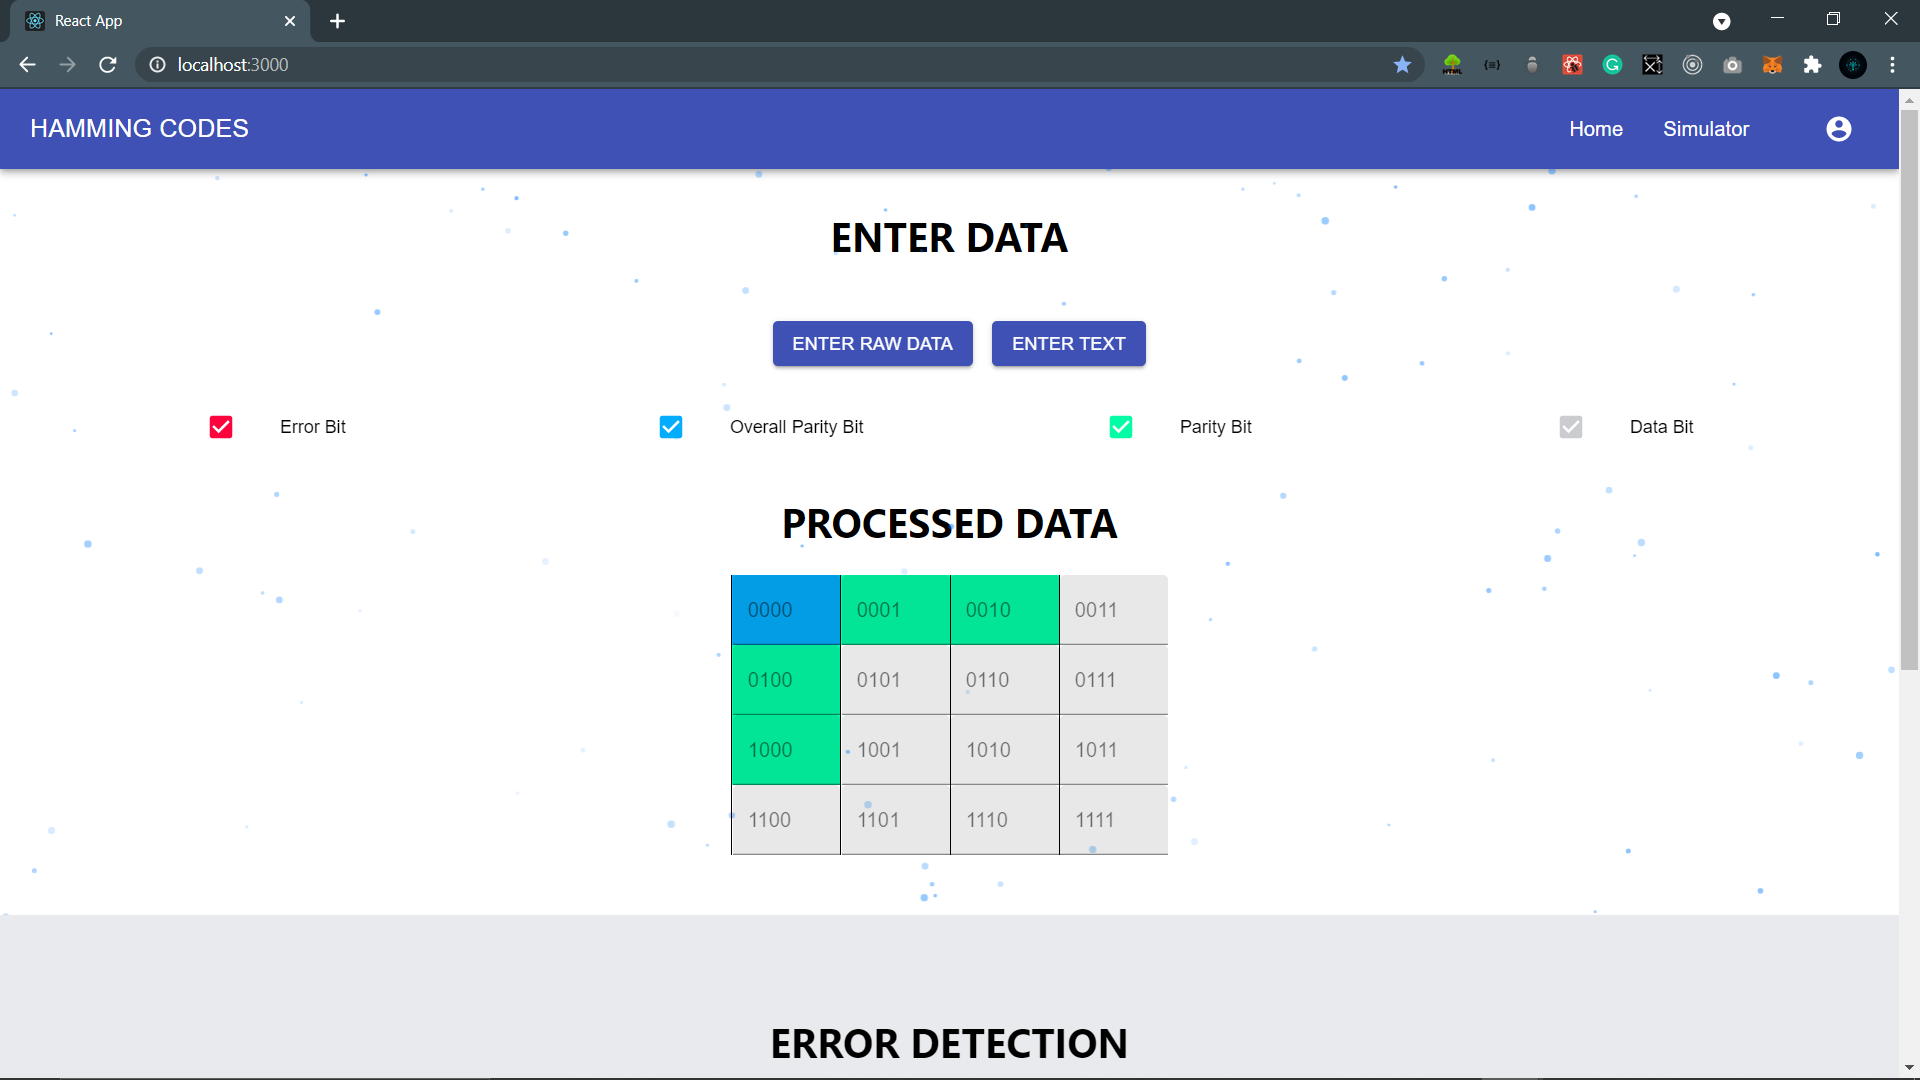 React App
localhost:3000
HAMMING CODES
Home Simulator
ENTER DATA
ENTER RAW DATA ENTER TEXT
Error Bit Overall Parity Bit Parity Bit Data Bit
PROCESSED DATA
0000 0001 0010 0011
0100 0101 0110 0111
1000 1001 1010 1011
1100 1101 1110 1111
ERROR DETECTION